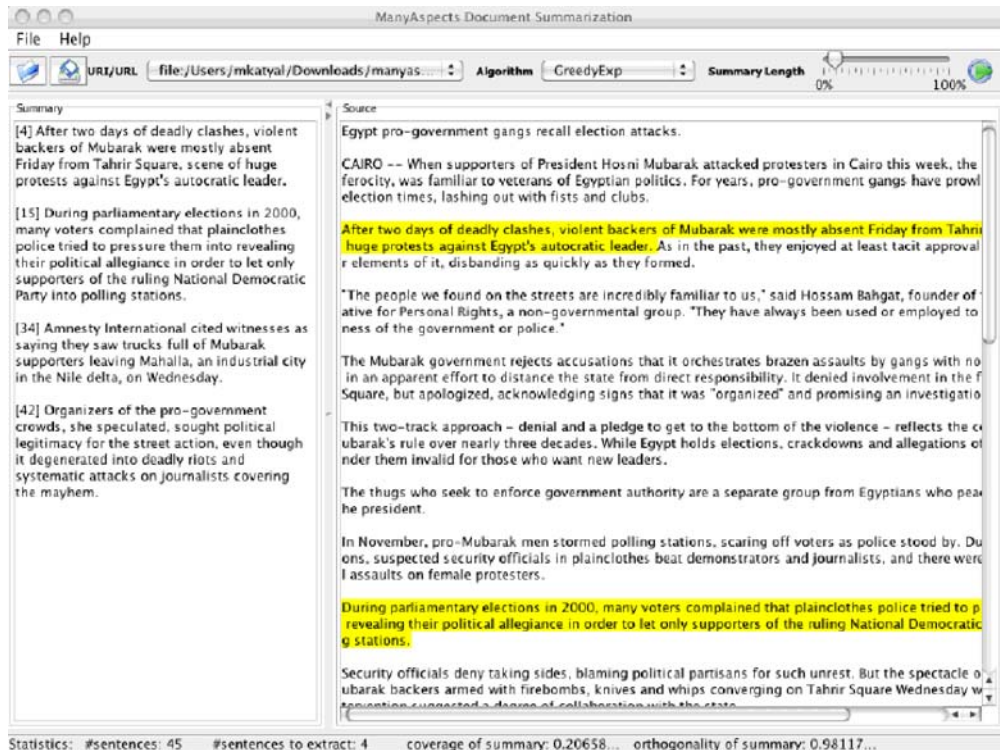 ManyAspects Document Summarization
File Help
URI/URL file:/Users/mkatyal/Downloads/manyas... Algorithm GreedyExp Summary Length
0% 100%
Summary
[4] After two days of deadly clashes, violent
backers of Mubarak were mostly absent
Friday from Tahrir Square, scene of huge
protests against Egypt's autocratic leader.
[15] During parliamentary elections in 2000,
many voters complained that plainclothes
police tried to pressure them into revealing
their political allegiance in order to let only
supporters of the ruling National Democratic
Party into polling stations.
[34] Amnesty International cited witnesses as
saying they saw trucks full of Mubarak
supporters leaving Mahalla, an industrial city
in the Nile delta, on Wednesday.
[42] Organizers of the pro-government
crowds, she speculated, sought political
legitimacy for the street action, even though
it degenerated into deadly riots and
systematic attacks on journalists covering
the mayhem.
Source
Egypt pro-government gangs recall election attacks.
CAIRO -- When supporters of President Hosni Mubarak attacked protesters in Cairo this week, the
ferocity, was familiar to veterans of Egyptian politics. For years, pro-government gangs have prowl
election times, lashing out with fists and clubs.
After two days of deadly clashes, violent backers of Mubarak were mostly absent Friday from Tahri
huge protests against Egypt's autocratic leader. As in the past, they enjoyed at least tacit approval
r elements of it, disbanding as quickly as they formed.
"The people we found on the streets are incredibly familiar to us," said Hossam Bahgat, founder of
ative for Personal Rights, a non-governmental group. "They have always been used or employed to
ness of the government or police."
The Mubarak government rejects accusations that it orchestrates brazen assaults by gangs with no
in an apparent effort to distance the state from direct responsibility. It denied involvement in the f
Square, but apologized, acknowledging signs that it was "organized" and promising an investigatio
This two-track approach – denial and a pledge to get to the bottom of the violence – reflects the c
ubarak's rule over nearly three decades. While Egypt holds elections, crackdowns and allegations of
nder them invalid for those who want new leaders.
The thugs who seek to enforce government authority are a separate group from Egyptians who pea
he president.
In November, pro-Mubarak men stormed polling stations, scaring off voters as police stood by. Du
ons, suspected security officials in plainclothes beat demonstrators and journalists, and there were
l assaults on female protesters.
During parliamentary elections in 2000, many voters complained that plainclothes police tried to p
revealing their political allegiance in order to let only supporters of the ruling National Democratic
g stations.
Security officials deny taking sides, blaming political partisans for such unrest. But the spectacle o
ubarak backers armed with firebombs, knives and whips converging on Tahrir Square Wednesday w
tervention suggested a degree of collaboration with the state.
Statistics: #sentences: 45 #sentences to extract: 4 coverage of summary: 0.20658... orthogonality of summary: 0.98117...